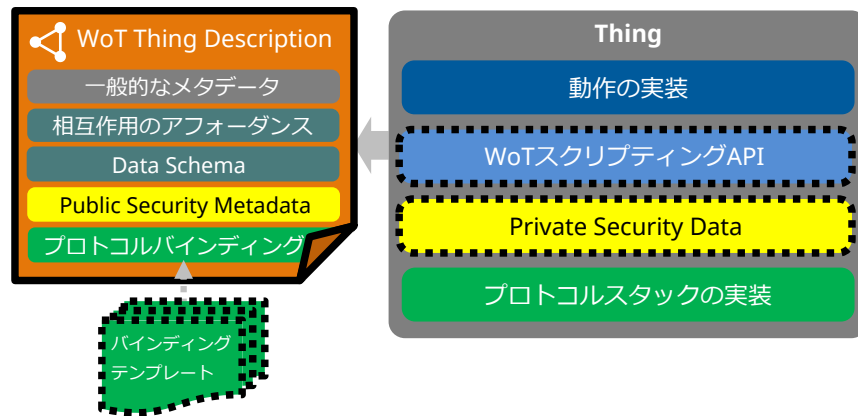 WoT Thing Description
一般的なメタデータ
相互作用のアフォーダンス
Data Schema
Public Security Metadata
プロトコルバインディング
バインディング
テンプレート
Thing
動作の実装
WoTスクリプティングAPI
Private Security Data
プロトコルスタックの実装